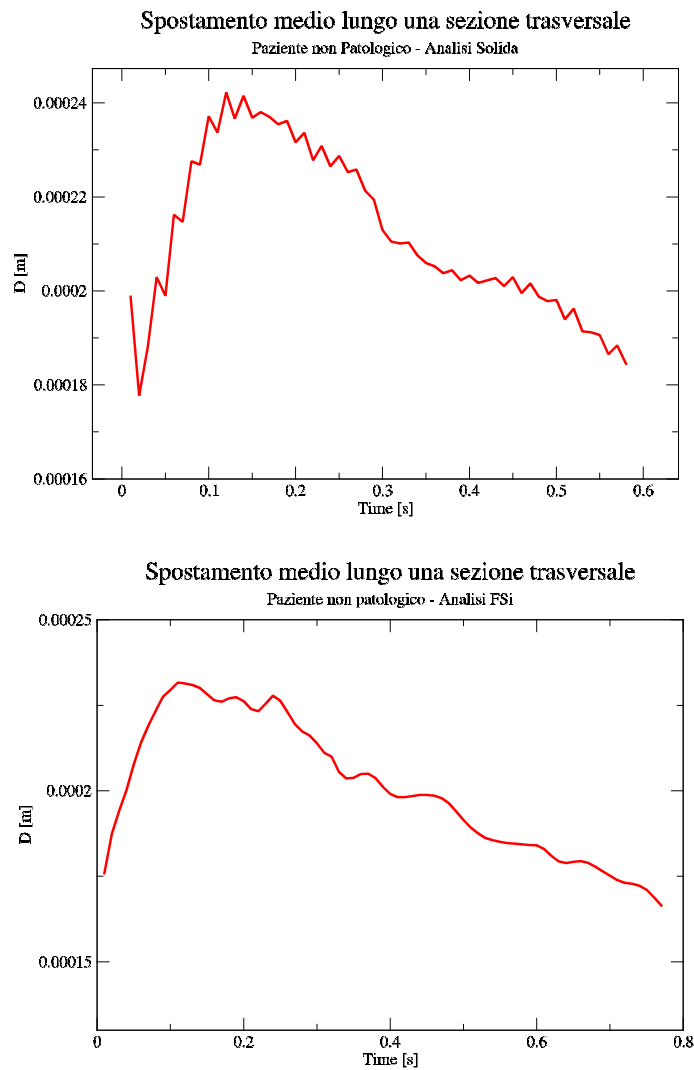 Spostamento medio lungo una sezione trasversale
Paziente non Patologico - Analisi Solida
0.00024
0.00022
0.0002
0.00018
0.00016
D [m]
0 0.1 0.2 0.3 0.4 0.5 0.6
Time [s]
Spostamento medio lungo una sezione trasversale
Paziente non patologico - Analisi FSi
0.00025
0.0002
0.00015
D [m]
0 0.2 0.4 0.6 0.8
Time [s]